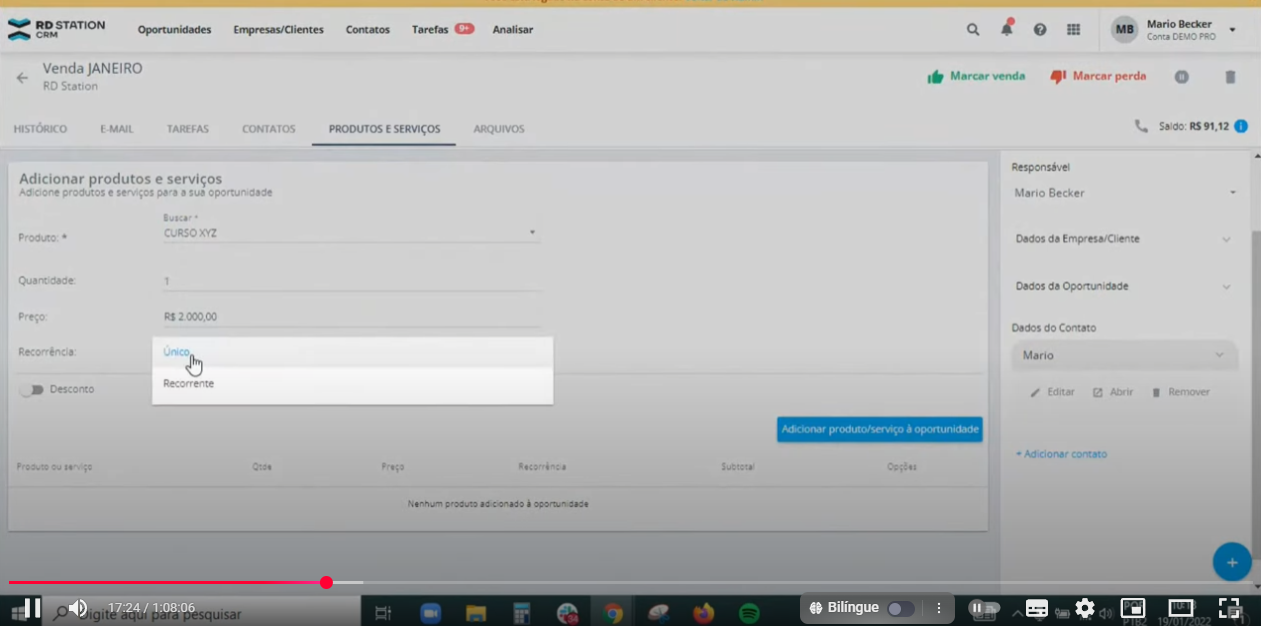 RD STATION
CRM
Oportunidades Empresas/Clientes Contatos Tarefas 9+ Analisar
MB Mario Becker
Conta DEMO PRO
Venda JANEIRO
RD Station
Marcar venda Marcar perda
HISTÓRICO E-MAIL TAREFAS CONTATOS PRODUTOS E SERVIÇOS ARQUIVOS
Saldo: R$ 91,12
Adicionar produtos e serviços
Adicione produtos e serviços para a sua oportunidade
Buscar *
Produto: * CURSO XYZ
Quantidade: 1
Preço: R$ 2.000,00
Recorrência: Único
Recorrente
Desconto
Adicionar produto/serviço à oportunidade
Produto ou serviço Qtde Preço Recorrência Subtotal Opções
Nenhum produto adicionado à oportunidade
Responsável
Mario Becker
Dados da Empresa/Cliente
Dados da Oportunidade
Dados do Contato
Mario
Editar Abrir Remover
+ Adicionar contato
17:24 / 1:08:06
Digite aqui para pesquisar
Bilíngue
19/01/2022